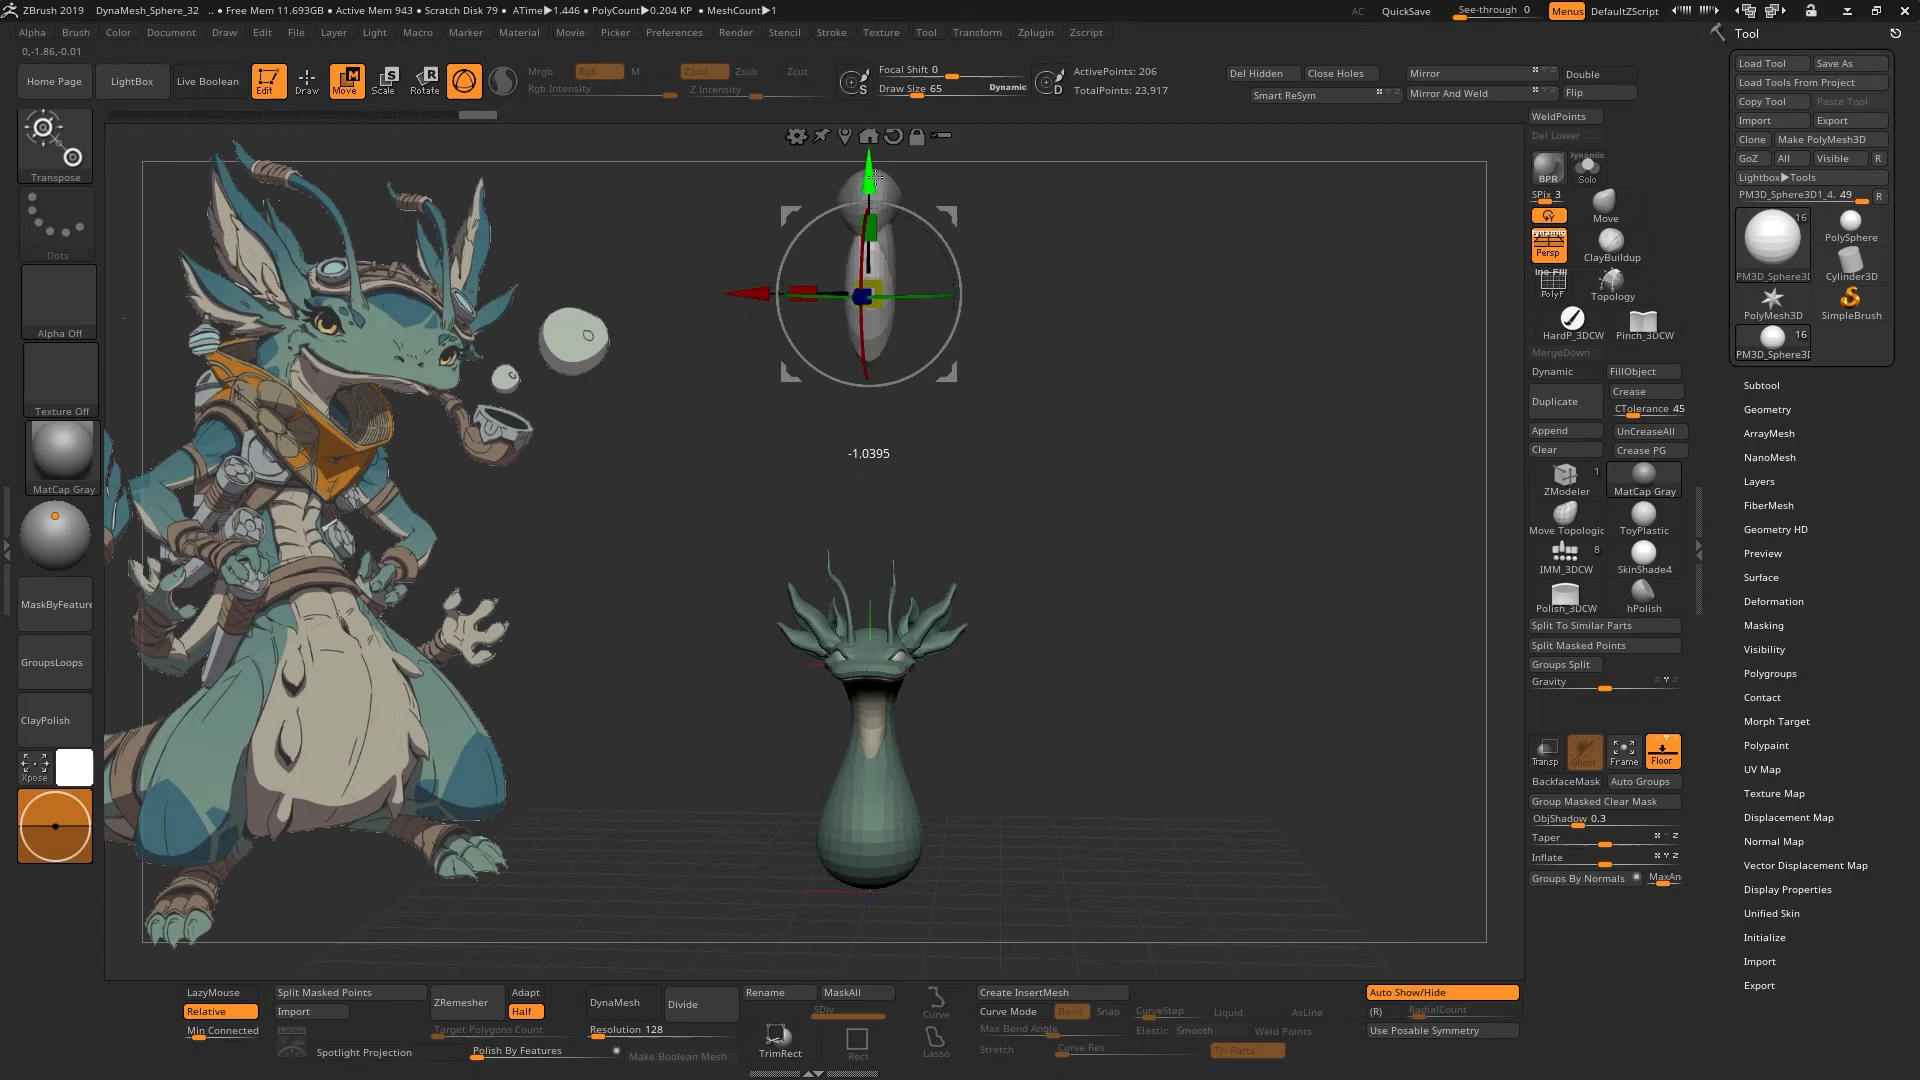 ZBrush 2019 DynaMesh_Sphere_32 .. • Free Mem 11.693GB • Active Mem 943 • Scratch Disk 79 • ATime▶1.446 • PolyCount▶0.204 KP • MeshCount▶1 AC QuickSave See-through 0 Menus DefaultZScript
Alpha Brush Color Document Draw Edit File Layer Light Macro Marker Material Movie Picker Preferences Render Stencil Stroke Texture Tool Transform Zplugin Zscript
Tool
0,-1.86,-0.01
Home Page LightBox Live Boolean Edit Draw Move Scale Rotate
Mrgb Rgb M Zadd Zsub Zcut
Rgb Intensity Z Intensity
S Focal Shift 0
Draw Size 65 Dynamic D
ActivePoints: 206
TotalPoints: 23,917
Del Hidden Close Holes Mirror Double
Smart ReSym Mirror And Weld Flip
Load Tool Save As
Load Tools From Project
Copy Tool Paste Tool
Import Export
Clone Make PolyMesh3D
GoZ All Visible R
Lightbox▶Tools
PM3D_Sphere3D1_4. 49 R
16
PolySphere
PM3D_Sphere3D Cylinder3D
PolyMesh3D SimpleBrush
16
PM3D_Sphere3D
Subtool
Geometry
ArrayMesh
NanoMesh
Layers
FiberMesh
Geometry HD
Preview
Surface
Deformation
Masking
Visibility
Polygroups
Contact
Morph Target
Polypaint
UV Map
Texture Map
Displacement Map
Normal Map
Vector Displacement Map
Display Properties
Unified Skin
Initialize
Import
Export
WeldPoints
Del Lower
BPR Dynamic
Solo
SPix 3
Move
Dynamic
Persp
ClayBuildup
PolyF
Topology
HardP_3DCW Pinch_3DCW
MergeDown
Dynamic FillObject
Duplicate Crease
CTolerance 45
Append UnCreaseAll
Clear Crease PG
1
ZModeler MatCap Gray
Move Topologic ToyPlastic
8
IMM_3DCW SkinShade4
Polish_3DCW hPolish
Split To Similar Parts
Split Masked Points
Groups Split
Gravity
Transp Ghost Frame Floor
BackfaceMask Auto Groups
Group Masked Clear Mask
ObjShadow 0.3
Taper
Inflate
Groups By Normals MaxAn
Transpose
Dots
Alpha Off
Texture Off
MatCap Gray
MaskByFeature
GroupsLoops
ClayPolish
Xpose
-1.0395
LazyMouse
Relative
Min Connected
Split Masked Points
Import
Spotlight Projection
ZRemesher Adapt
Half
Target Polygons Count
Polish By Features
DynaMesh Divide
Resolution 128
Make Boolean Mesh
Rename MaskAll
SDiv
TrimRect Rect
Curve
Lasso
Create InsertMesh
Curve Mode Bend Snap CurveStep Liquid AsLine
Max Bend Angle Elastic Smooth Weld Points
Stretch Curve Res Tri Parts
Auto Show/Hide
(R) RadialCount
Use Posable Symmetry